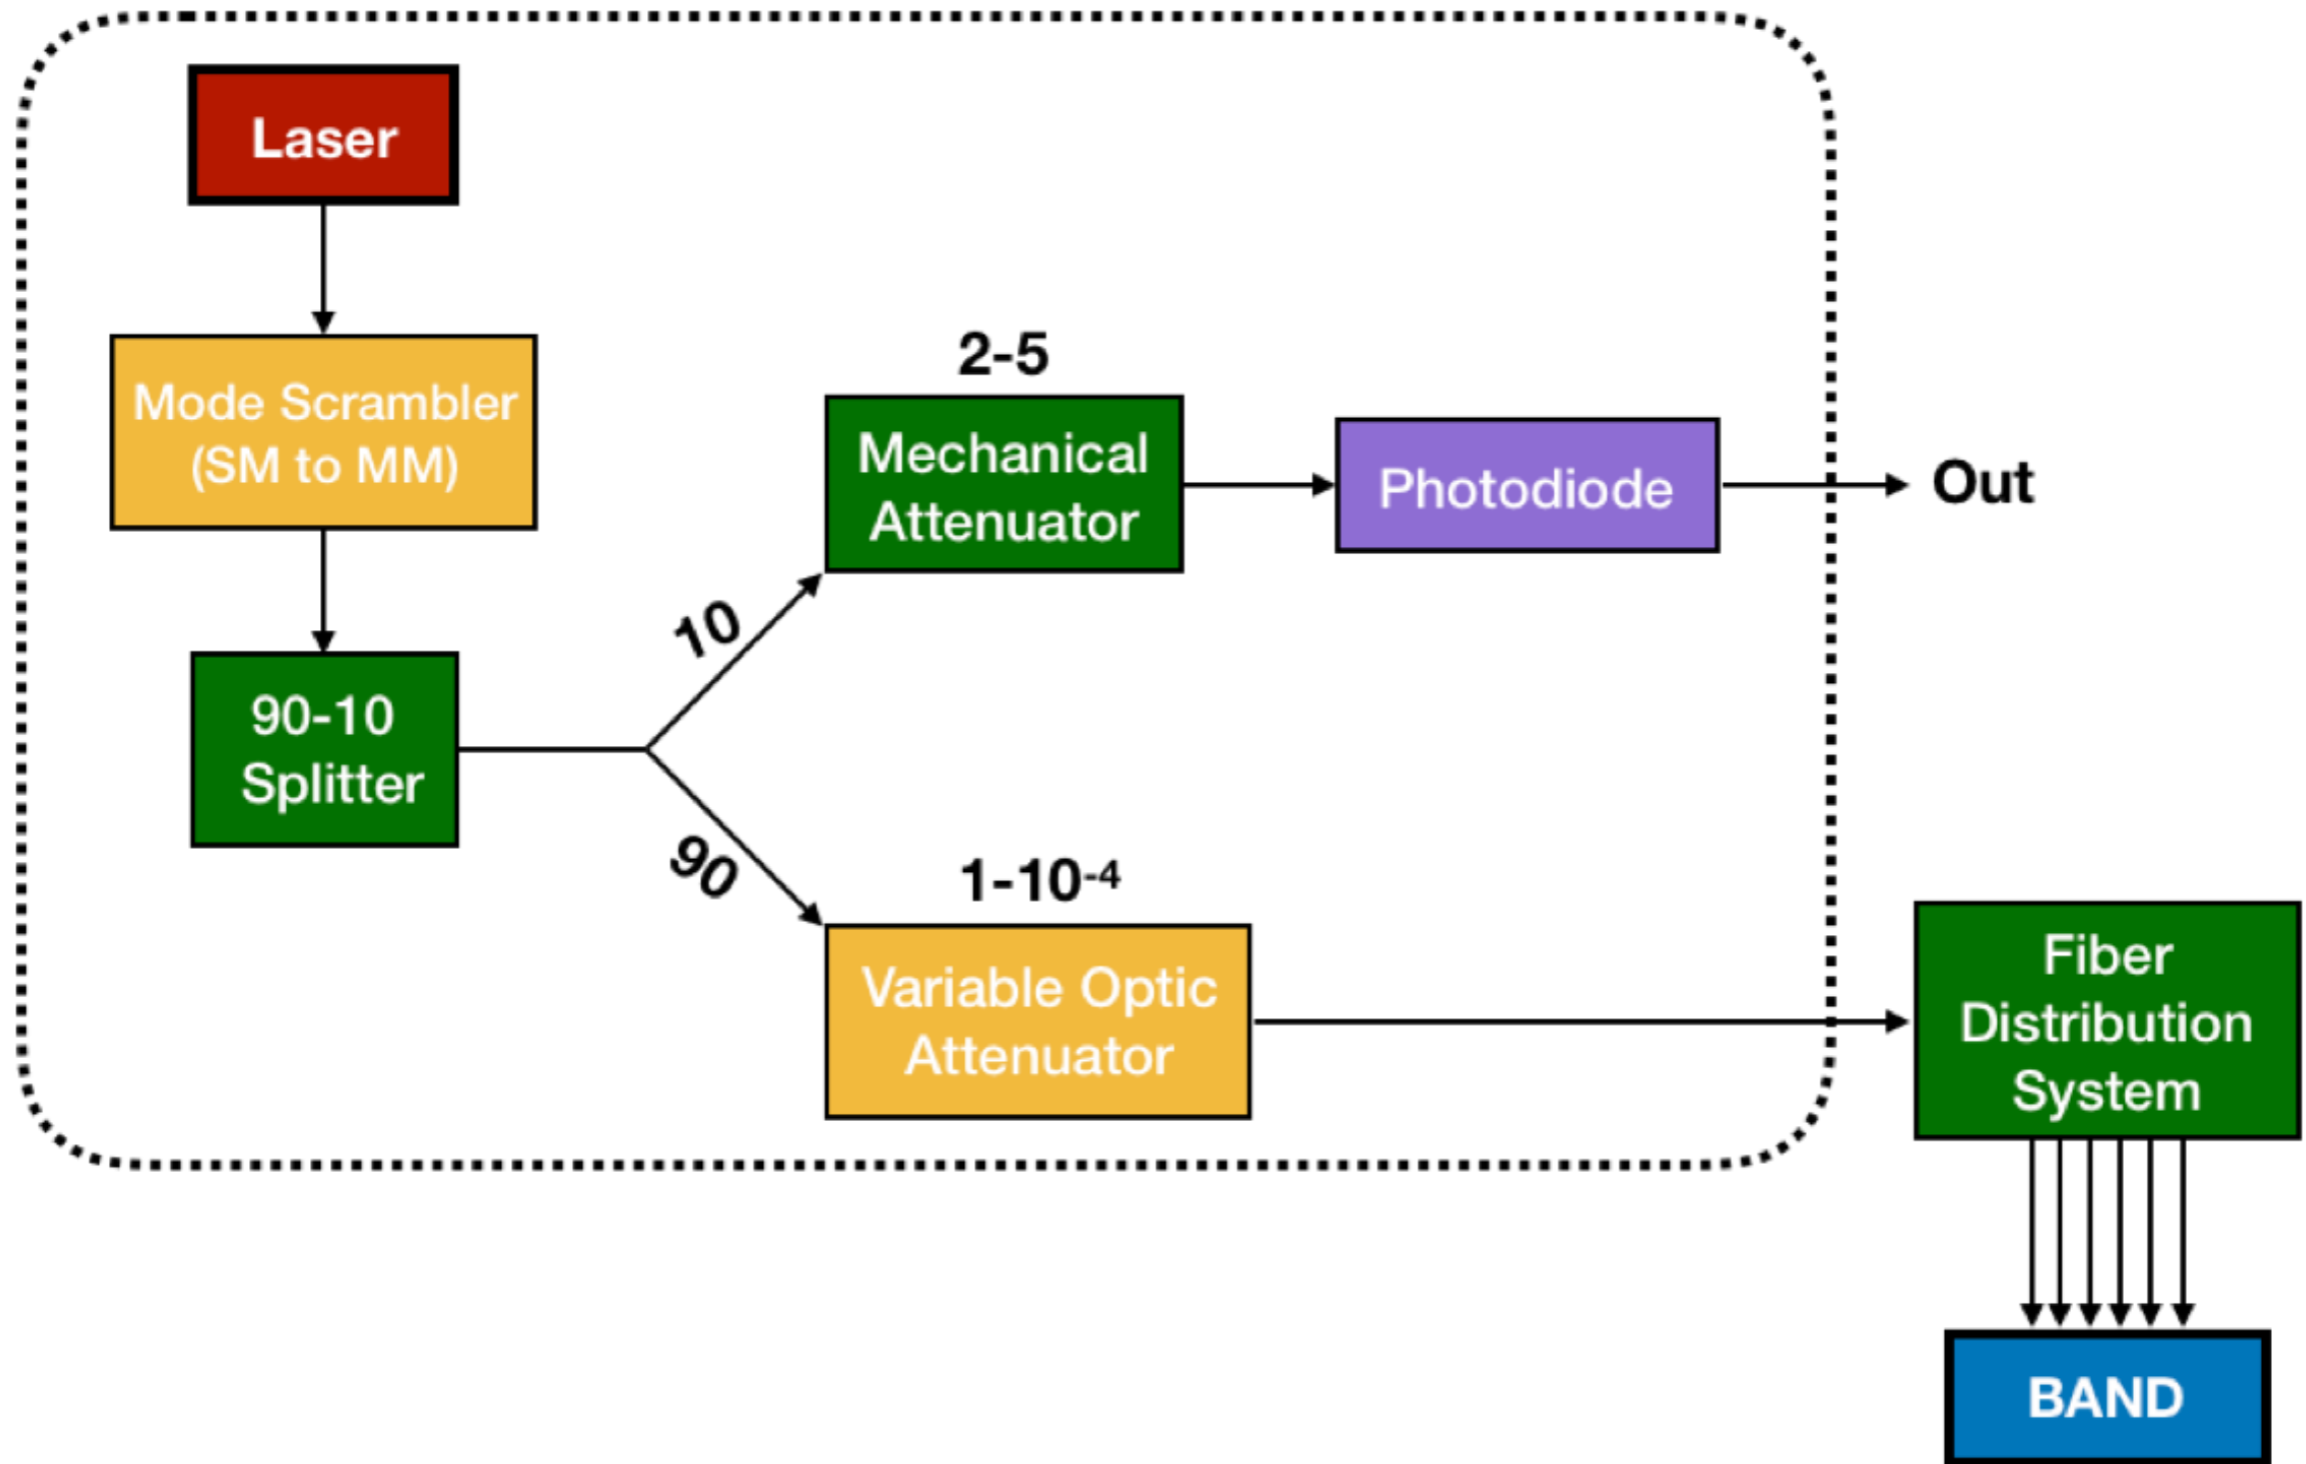 Laser
Mode Scrambler
(SM to MM)
90-10
Splitter
10
90
2-5
Mechanical
Attenuator
Photodiode
Out
1-10⁻⁴
Variable Optic
Attenuator
Fiber
Distribution
System
BAND